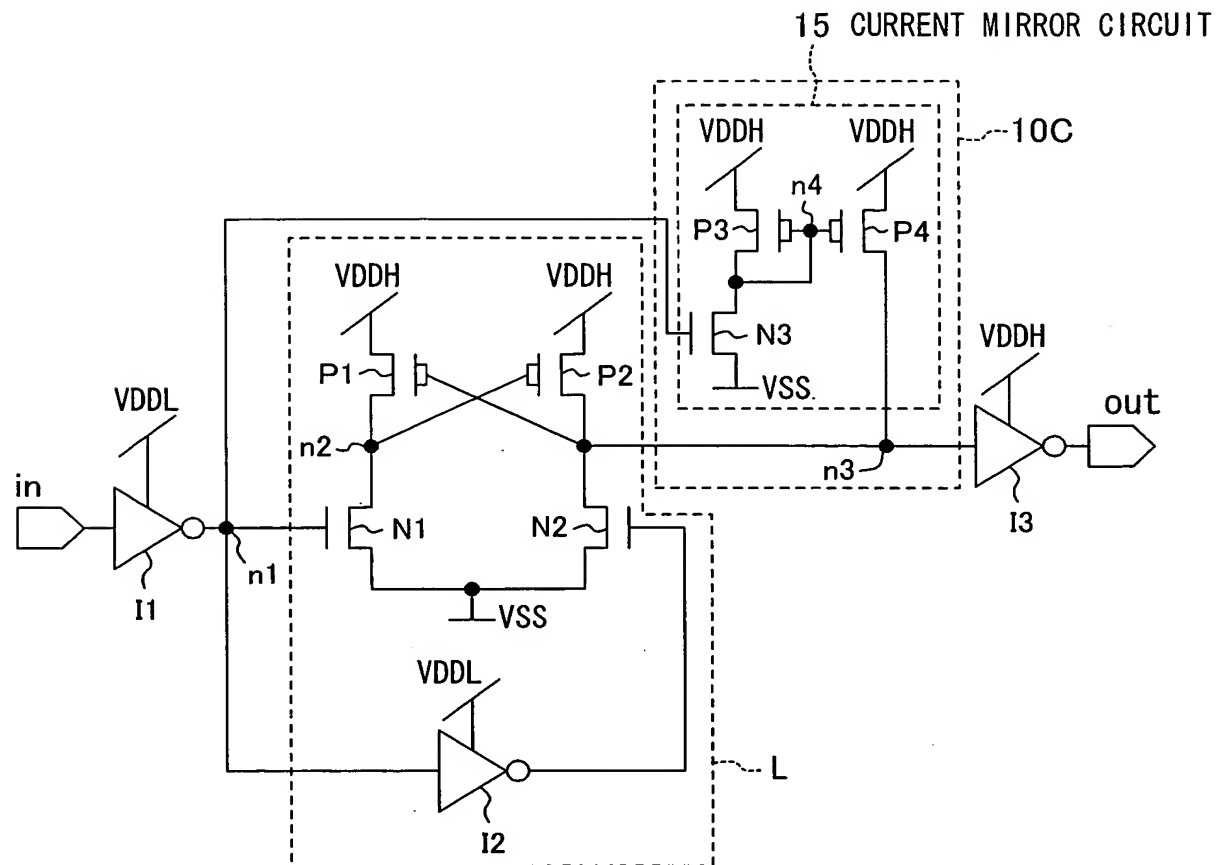 15 CURRENT MIRROR CIRCUIT
VDDH VDDH
10C
n4
P3 P4
VDDH VDDH
N3
VDDH
P1 P2
VSS
VDDL
out
n2
n3
in
N1 N2
I3
n1
I1
VSS
VDDL
L
I2